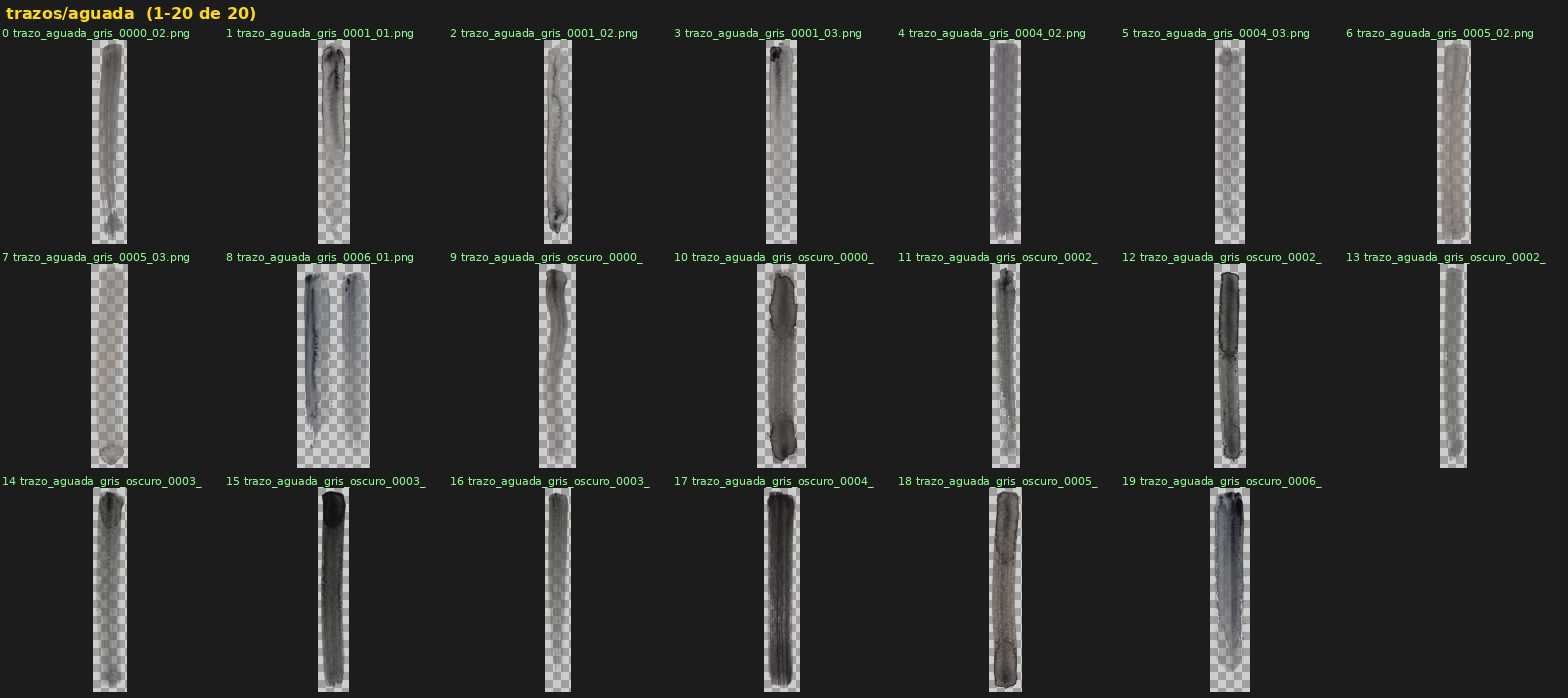 trazos/aguada (1-20 de 20)
0 trazo_aguada_gris_0000_02.png
1 trazo_aguada_gris_0001_01.png
2 trazo_aguada_gris_0001_02.png
3 trazo_aguada_gris_0001_03.png
4 trazo_aguada_gris_0004_02.png
5 trazo_aguada_gris_0004_03.png
6 trazo_aguada_gris_0005_02.png
7 trazo_aguada_gris_0005_03.png
8 trazo_aguada_gris_0006_01.png
9 trazo_aguada_gris_oscuro_0000_
10 trazo_aguada_gris_oscuro_0000_
11 trazo_aguada_gris_oscuro_0002_
12 trazo_aguada_gris_oscuro_0002_
13 trazo_aguada_gris_oscuro_0002_
14 trazo_aguada_gris_oscuro_0003_
15 trazo_aguada_gris_oscuro_0003_
16 trazo_aguada_gris_oscuro_0003_
17 trazo_aguada_gris_oscuro_0004_
18 trazo_aguada_gris_oscuro_0005_
19 trazo_aguada_gris_oscuro_0006_